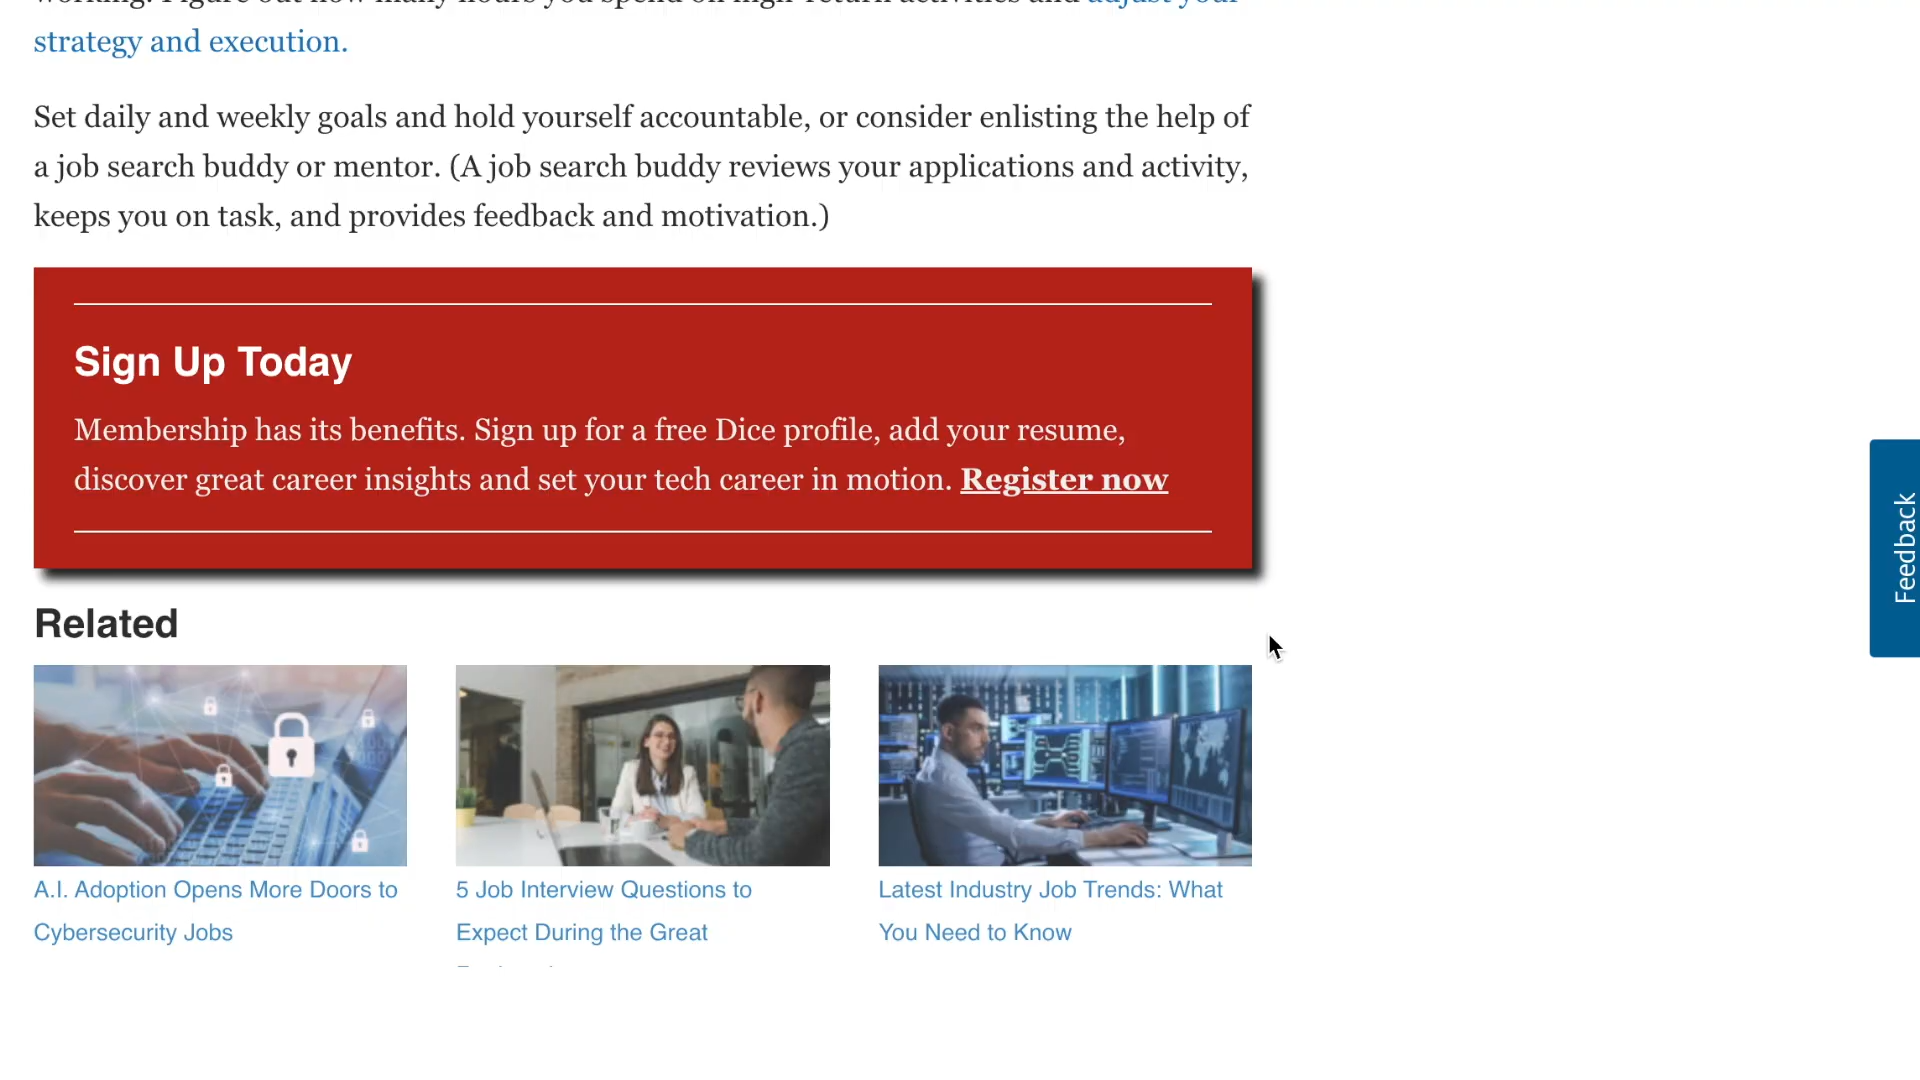 strategy and execution.
Set daily and weekly goals and hold yourself accountable, or consider enlisting the help of
a job search buddy or mentor. (A job search buddy reviews your applications and activity,
keeps you on task, and provides feedback and motivation.)
Sign Up Today
Membership has its benefits. Sign up for a free Dice profile, add your resume,
discover great career insights and set your tech career in motion. Register now
Feedback
Related
A.I. Adoption Opens More Doors to
Cybersecurity Jobs
5 Job Interview Questions to
Expect During the Great
Latest Industry Job Trends: What
You Need to Know